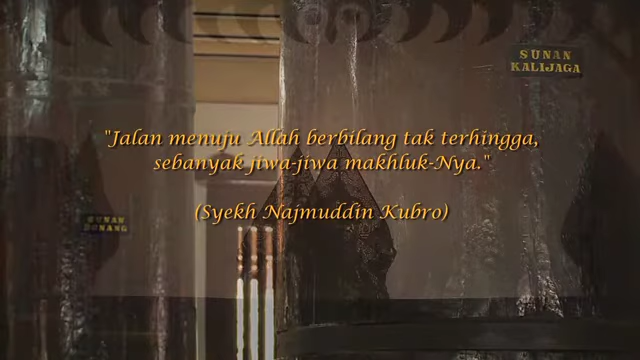 SUNAN
KALIJAGA
"Jalan menuju Allah berbilang tak terhingga,
sebanyak jiwa-jiwa makhluk-Nya."
SUNAN
BONANG
(Syekh Najmuddin Kubro)